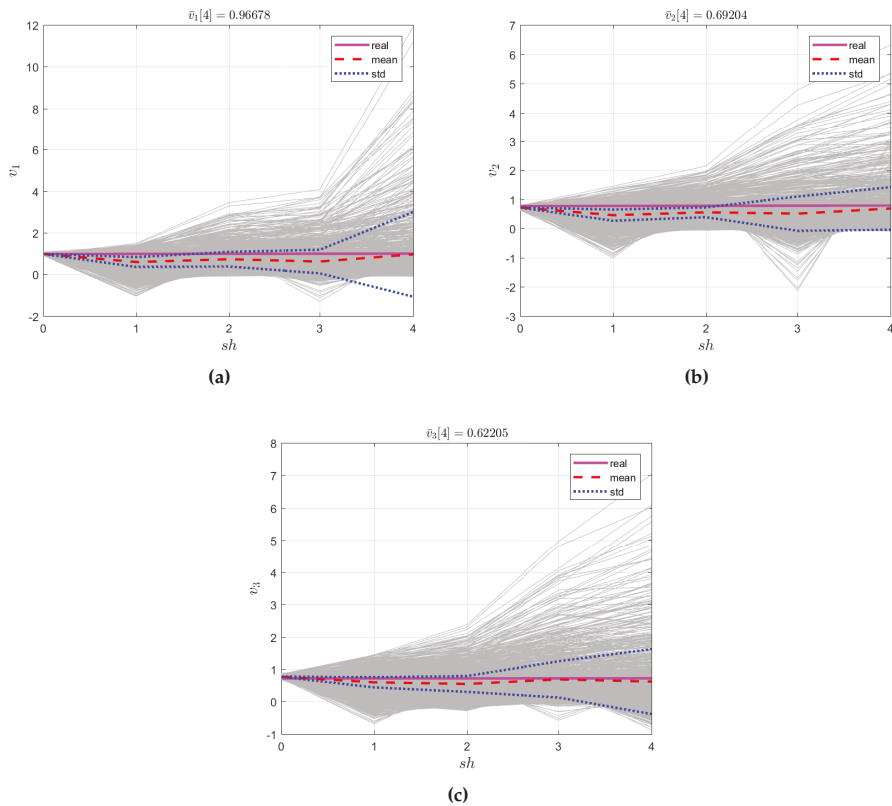 v̄₁[4] = 0.96678
12
10
8
6
4
2
0
-2
v₁
0 1 2 3 4
sh
real
mean
std
(a)
v̄₂[4] = 0.69204
7
6
5
4
3
2
1
0
-1
-2
-3
v₂
0 1 2 3 4
sh
real
mean
std
(b)
v̄₃[4] = 0.62205
8
7
6
5
4
3
2
1
0
-1
v₃
0 1 2 3 4
sh
real
mean
std
(c)